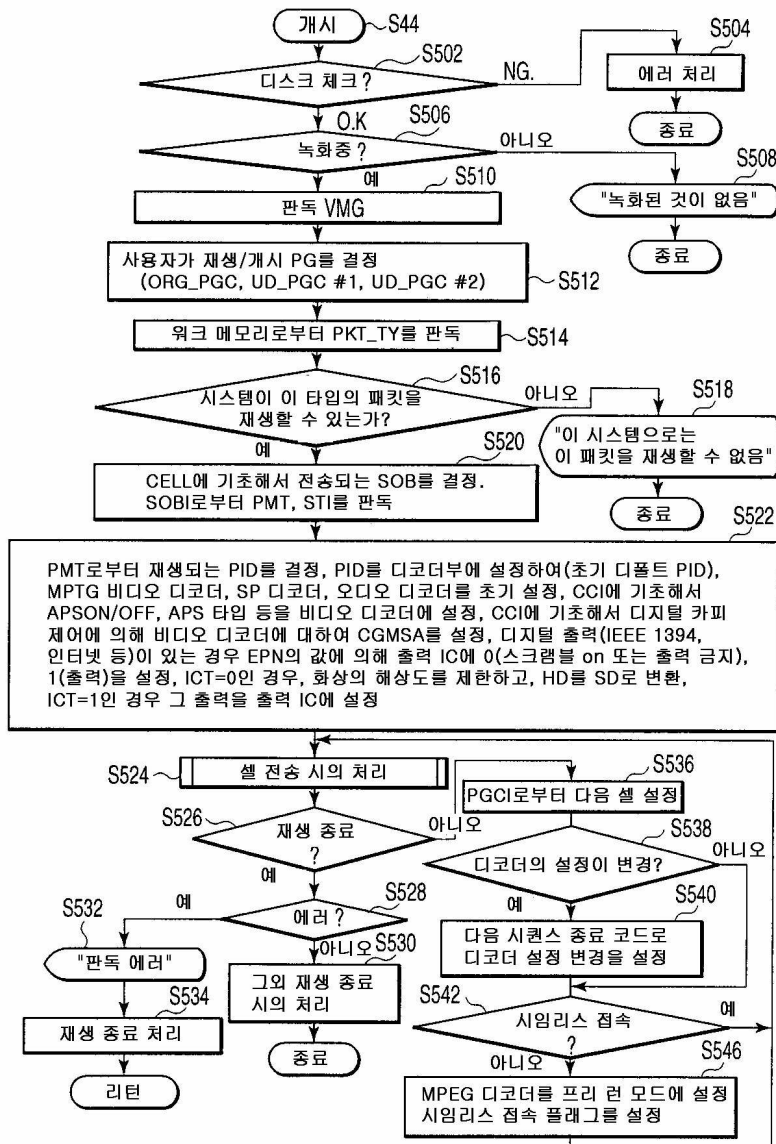 개시
S44
S502
디스크 체크?
NG.
S504
에러 처리
종료
O.K
S506
녹화중?
아니오
S508
"녹화된 것이 없음"
종료
예
S510
판독 VMG
사용자가 재생/개시 PG를 결정
(ORG_PGC, UD_PGC #1, UD_PGC #2)
S512
워크 메모리로부터 PKT_TY를 판독
S514
S516
시스템이 이 타입의 패킷을
재생할 수 있는가?
아니오
S518
"이 시스템으로는
이 패킷을 재생할 수 없음"
종료
예
S520
CELL에 기초해서 전송되는 SOB를 결정.
SOBI로부터 PMT, STI를 판독
S522
PMT로부터 재생되는 PID를 결정, PID를 디코더부에 설정하여(초기 디폴트 PID),
MPTG 비디오 디코더, SP 디코더, 오디오 디코더를 초기 설정, CCI에 기초해서
APSON/OFF, APS 타입 등을 비디오 디코더에 설정, CCI에 기초해서 디지털 카피
제어에 의해 비디오 디코더에 대하여 CGMSA를 설정, 디지털 출력(IEEE 1394,
인터넷 등)이 있는 경우 EPN의 값에 의해 출력 IC에 0(스크램블 on 또는 출력 금지),
1(출력)을 설정, ICT=0인 경우, 화상의 해상도를 제한하고, HD를 SD로 변환,
ICT=1인 경우 그 출력을 출력 IC에 설정
S524
셀 전송 시의 처리
S526
재생 종료
?
아니오
S536
PGCI로부터 다음 셀 설정
S538
디코더의 설정이 변경?
아니오
예
S540
다음 시퀀스 종료 코드로
디코더 설정 변경을 설정
예
S528
에러?
예
S532
"판독 에러"
S534
재생 종료 처리
리턴
아니오
S530
그외 재생 종료
시의 처리
종료
S542
시임리스 접속
?
예
아니오
S546
MPEG 디코더를 프리 런 모드에 설정
시임리스 접속 플래그를 설정